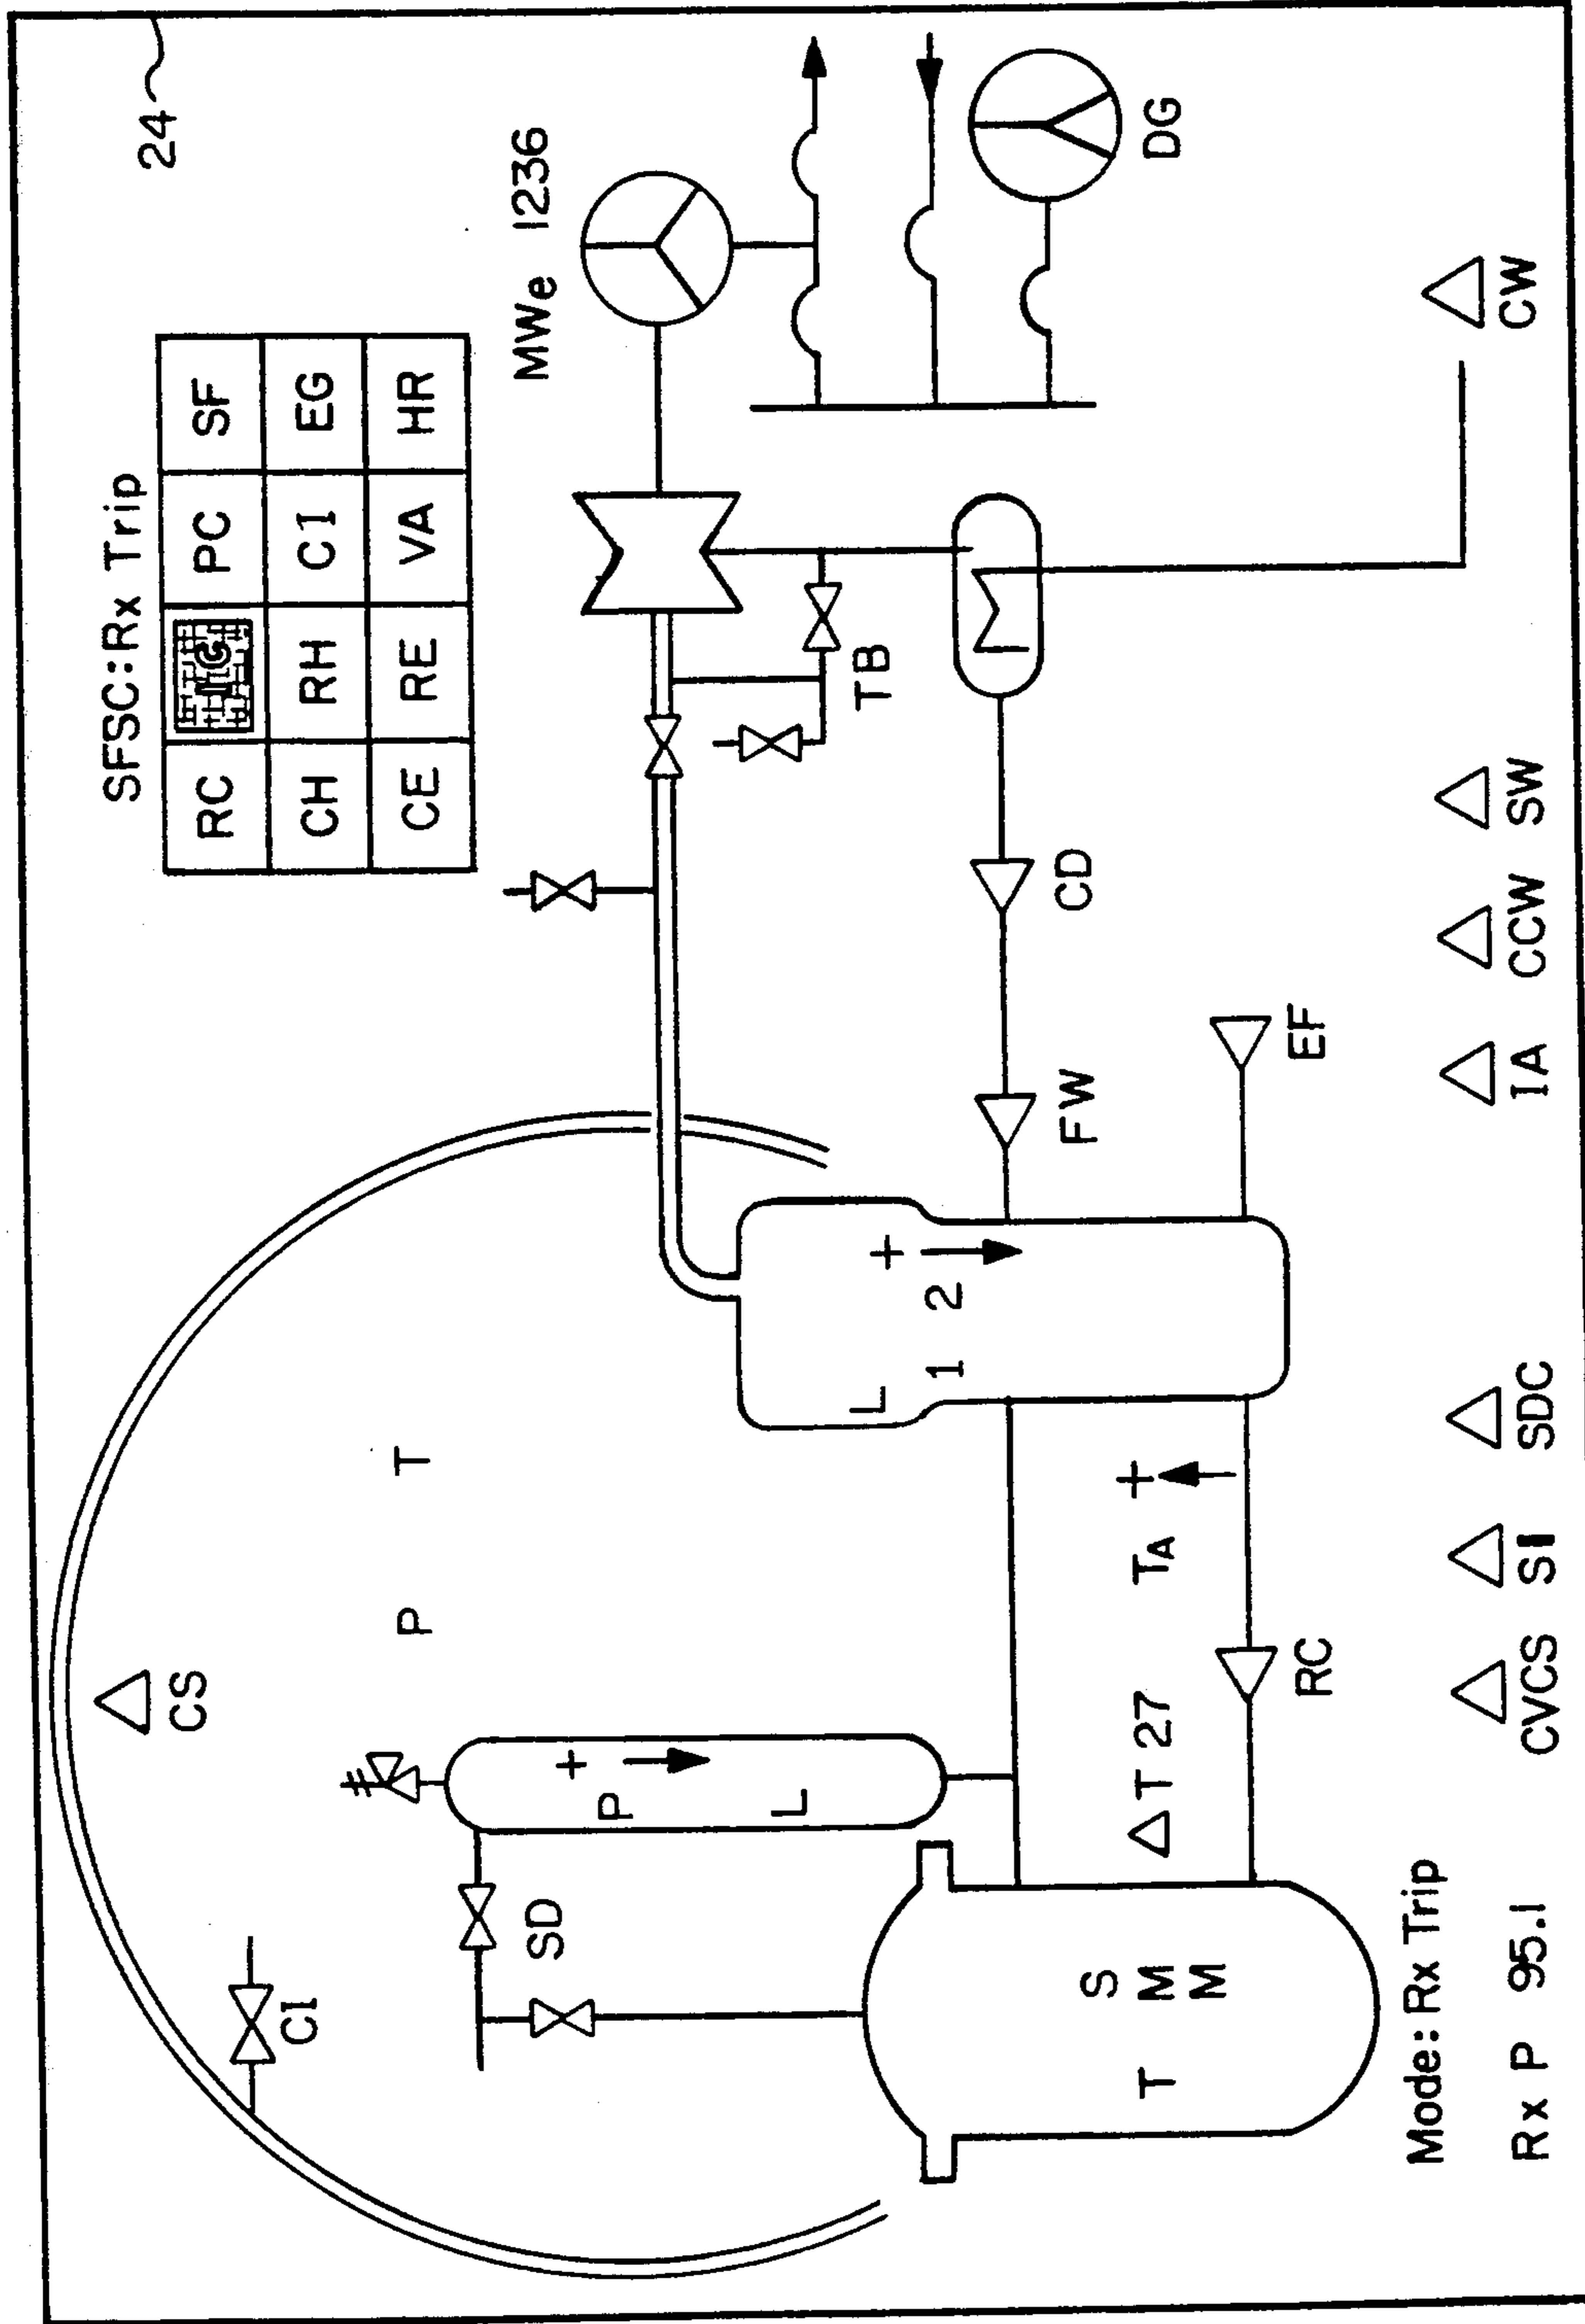 24
SFSC:Rx Trip
RC IG PC SF
CH RH CI EG
CE RE VA HR
CS
CI
P T
MWe 1236
SD
P +
L
TB
L +
1 2
DG
CD
FW
S
T M
M
△T 27 TA +
RC
EF
Mode: Rx Trip
Rx P 95.1
CVCS SI SDC IA CCW SW CW